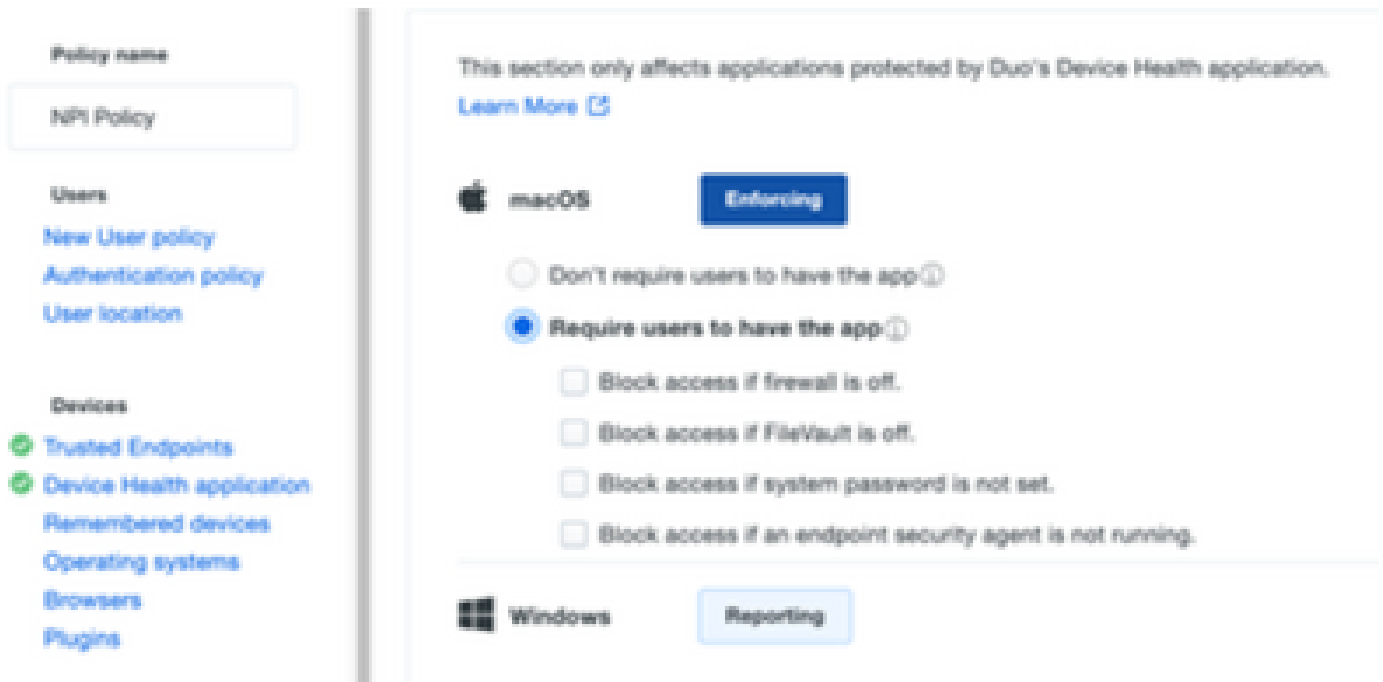 Policy name
NPI Policy
Users
New User policy
Authentication policy
User location
Devices
Trusted Endpoints
Device Health application
Remembered devices
Operating systems
Browsers
Plugins
This section only affects applications protected by Duo's Device Health application.
Learn More
macOS
Enforcing
Don't require users to have the app
Require users to have the app
Block access if firewall is off.
Block access if FileVault is off.
Block access if system password is not set.
Block access if an endpoint security agent is not running.
Windows
Reporting